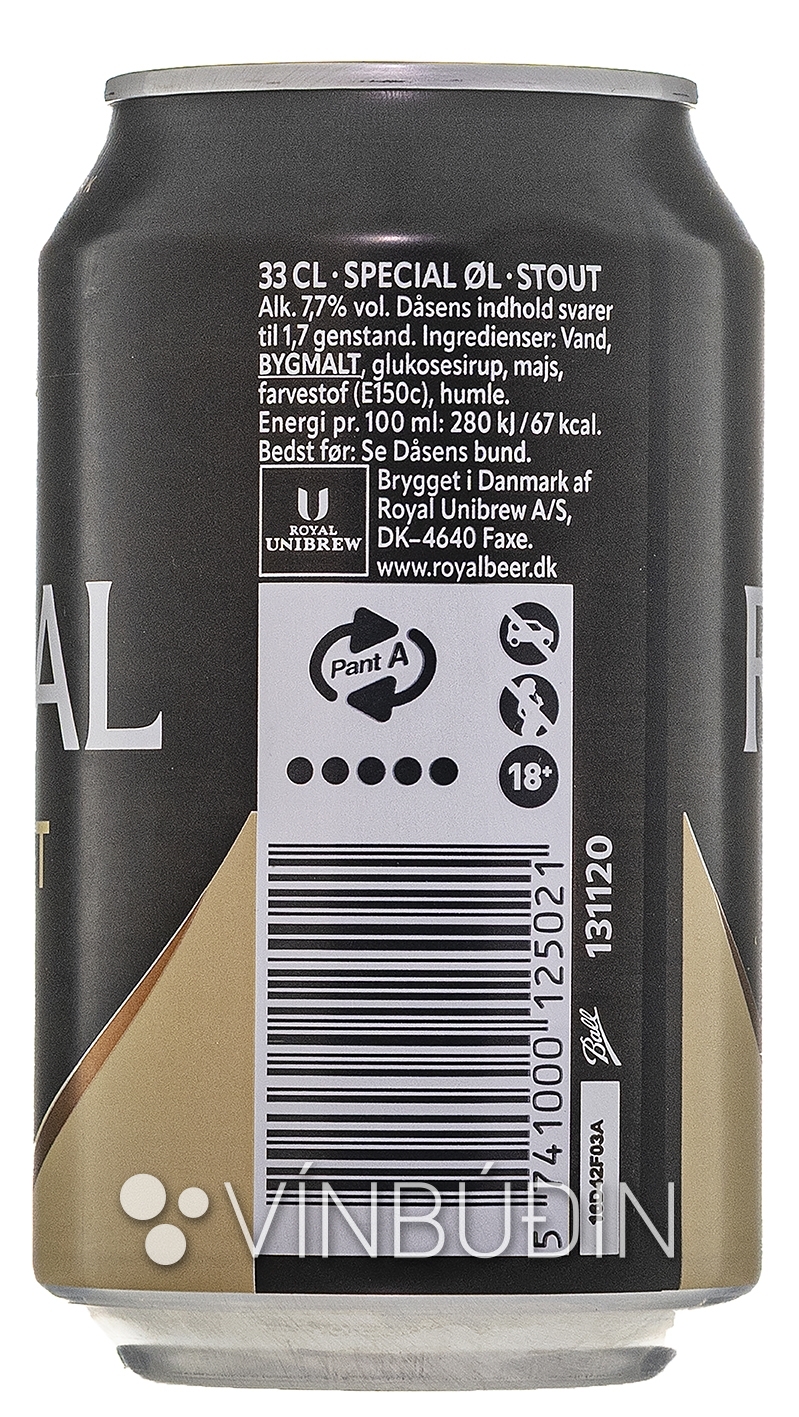 33 CL · SPECIAL ØL · STOUT
Alk. 7,7% vol. Dåsens indhold svarer
til 1,7 genstand. Ingredienser: Vand,
BYGMALT, glukosesirup, majs,
farvestof (E150c), humle.
Energi pr. 100 ml: 280 kJ/67 kcal.
Bedst før: Se Dåsens bund.
U
ROYAL
UNIBREW
Brygget i Danmark af
Royal Unibrew A/S,
DK–4640 Faxe.
www.royalbeer.dk
AL
Pant A
18+
T
131120
Ball
5 741000 125021
VÍNBÚÐIN